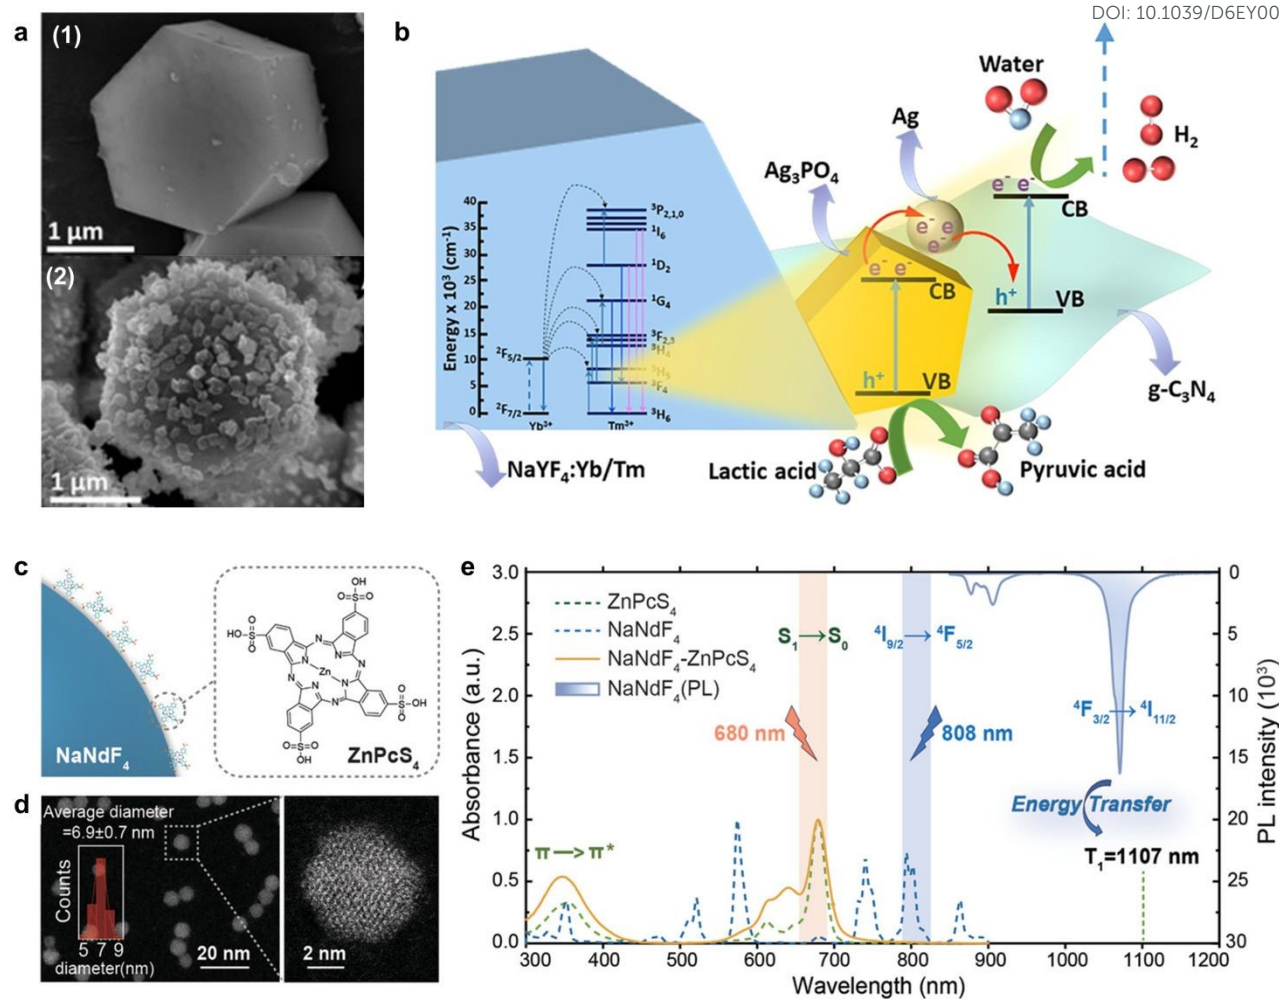 DOI: 10.1039/D6EY00
a
(1)
1 μm
(2)
1 μm
b
Water
H₂
Ag
Ag₃PO₄
e⁻ e⁻
CB
e⁻ e
e⁻
e⁻ e⁻
CB
h⁺
VB
h⁺
VB
g-C₃N₄
Energy x 10³ (cm⁻¹)
40
35
30
25
20
15
10
5
0
²F₅/₂
²F₇/₂
Yb³⁺
Tm³⁺
³P₂,₁,₀
¹I₆
¹D₂
¹G₄
³F₂,₃
³H₄
³H₅
³F₄
³H₆
NaYF₄:Yb/Tm
Lactic acid
Pyruvic acid
c
NaNdF₄
SOH
HO
S
O
O
N
Zn
OH
ZnPcS₄
d
Average diameter
=6.9±0.7 nm
Counts
5 7 9
diameter(nm)
20 nm
2 nm
e
Absorbance (a.u.)
3.0
2.5
2.0
1.5
1.0
0.5
0.0
ZnPcS₄
NaNdF₄
NaNdF₄-ZnPcS₄
NaNdF₄(PL)
S₁→S₀
⁴I₉/₂→⁴F₅/₂
680 nm
808 nm
⁴F₃/₂→⁴I₁₁/₂
Energy Transfer
T₁=1107 nm
π—>π*
PL intensity (10³)
0
5
10
15
20
25
30
300 400 500 600 700 800 900 1000 1100 1200
Wavelength (nm)